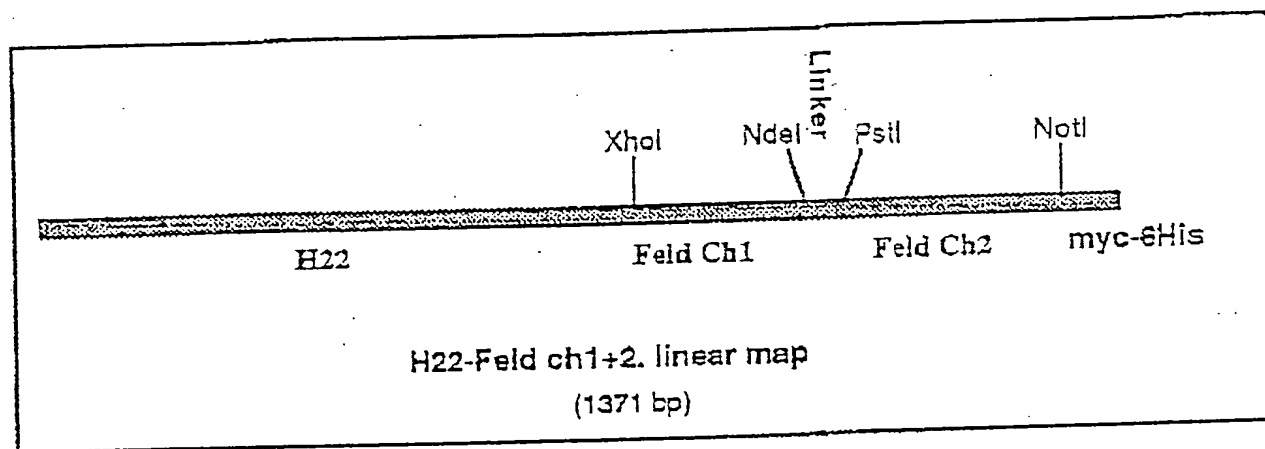 Linker
XhoI NdeI PstI NotI
H22 Feld Ch1 Feld Ch2 myc-6His
H22-Feld ch1+2. linear map
(1371 bp)